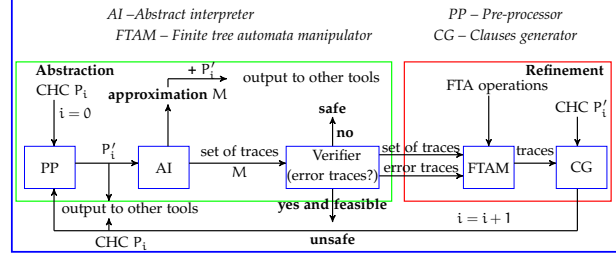 AI –Abstract interpreter
PP – Pre-processor
FTAM – Finite tree automata manipulator
CG – Clauses generator
Abstraction
+ P′i
Refinement
CHC Pi
output to other tools
FTA operations
approximation M
CHC P′i
i = 0
safe
no
P′i
set of traces
set of traces
traces
PP
AI
Verifier
FTAM
CG
M
(error traces?)
error traces
yes and feasible
output to other tools
i = i + 1
CHC Pi
unsafe